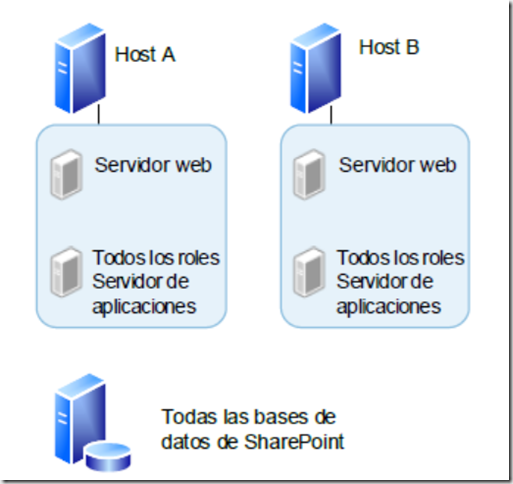 Host A
Host B
Servidor web
Todos los roles
Servidor de
aplicaciones
Servidor web
Todos los roles
Servidor de
aplicaciones
Todas las bases de
datos de SharePoint